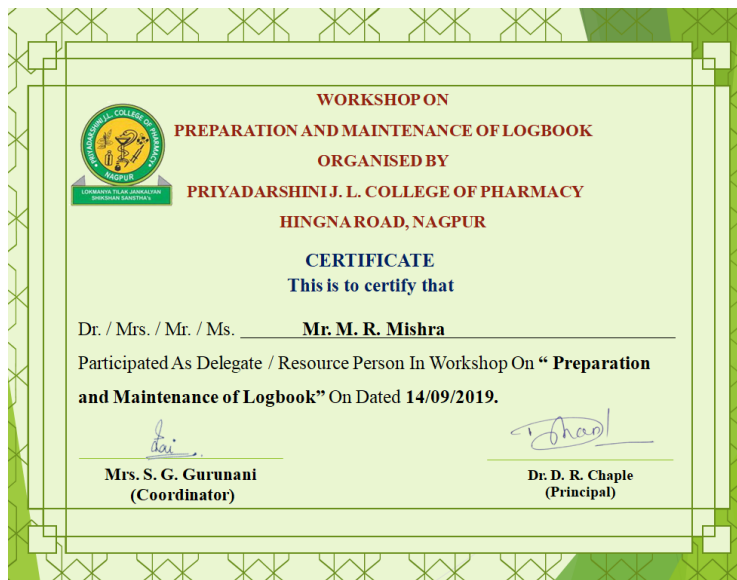 WORKSHOP ON
PREPARATION AND MAINTENANCE OF LOGBOOK
ORGANISED BY
PRIYADARSHINI J. L. COLLEGE OF PHARMACY
HINGNA ROAD, NAGPUR
PRIYADARSHINI J.L. COLLEGE OF PHARMACY
NAGPUR
LOKMANYA TILAK JANKALYAN
SHIKSHAN SANSTHA's
CERTIFICATE
This is to certify that
Dr. / Mrs. / Mr. / Ms. Mr. M. R. Mishra
Participated As Delegate / Resource Person In Workshop On “ Preparation
and Maintenance of Logbook” On Dated 14/09/2019.
Mrs. S. G. Gurunani
(Coordinator)
Dr. D. R. Chaple
(Principal)